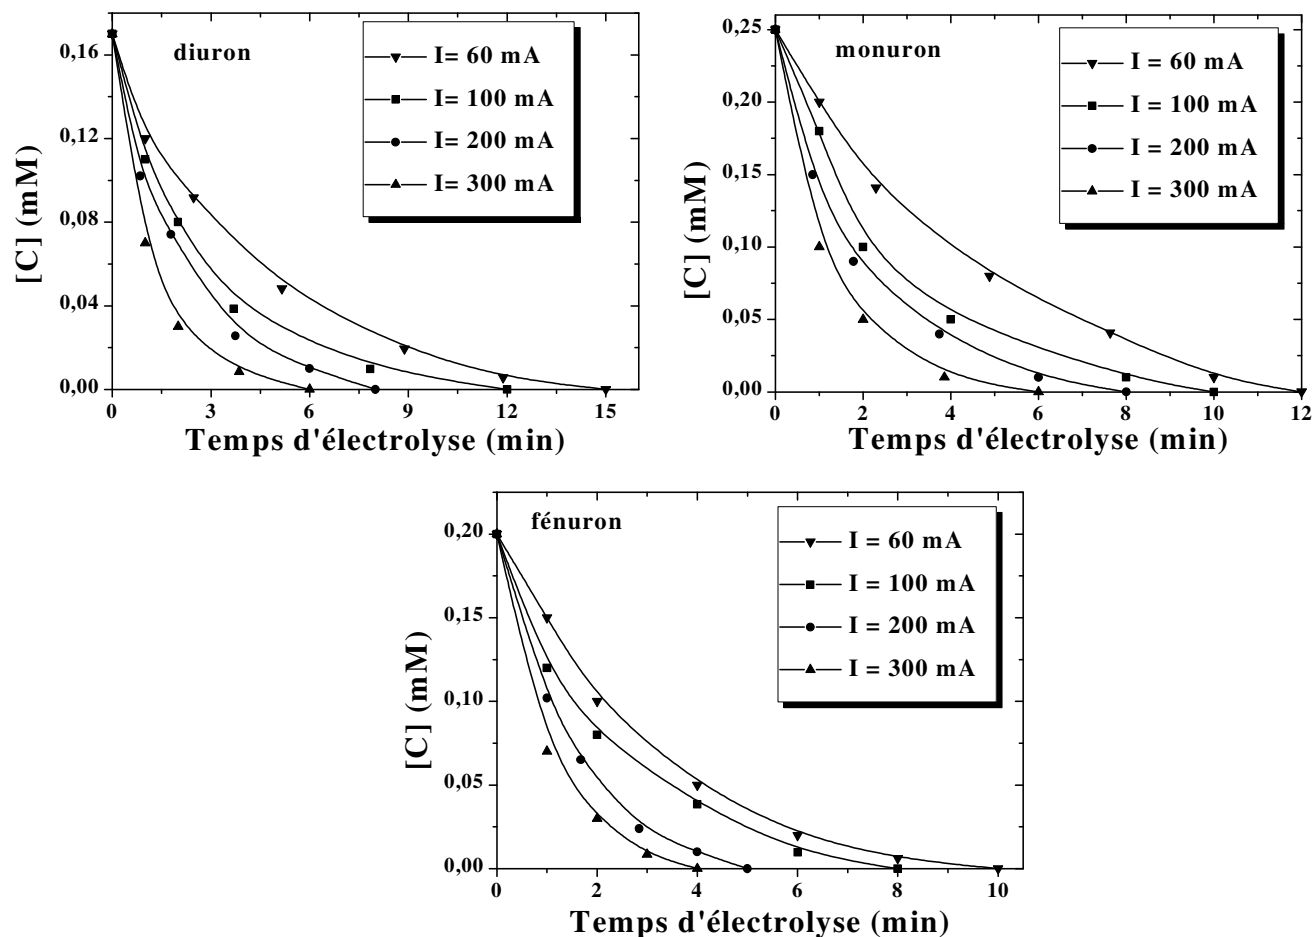 diuron
I= 60 mA
I= 100 mA
I= 200 mA
I= 300 mA
[C] (mM)
0,16
0,12
0,08
0,04
0,00
0 3 6 9 12 15
Temps d'électrolyse (min)
monuron
I = 60 mA
I = 100 mA
I = 200 mA
I = 300 mA
[C] (mM)
0,25
0,20
0,15
0,10
0,05
0,00
0 2 4 6 8 10 12
Temps d'électrolyse (min)
fénuron
I = 60 mA
I = 100 mA
I = 200 mA
I = 300 mA
[C] (mM)
0,20
0,15
0,10
0,05
0,00
0 2 4 6 8 10
Temps d'électrolyse (min)